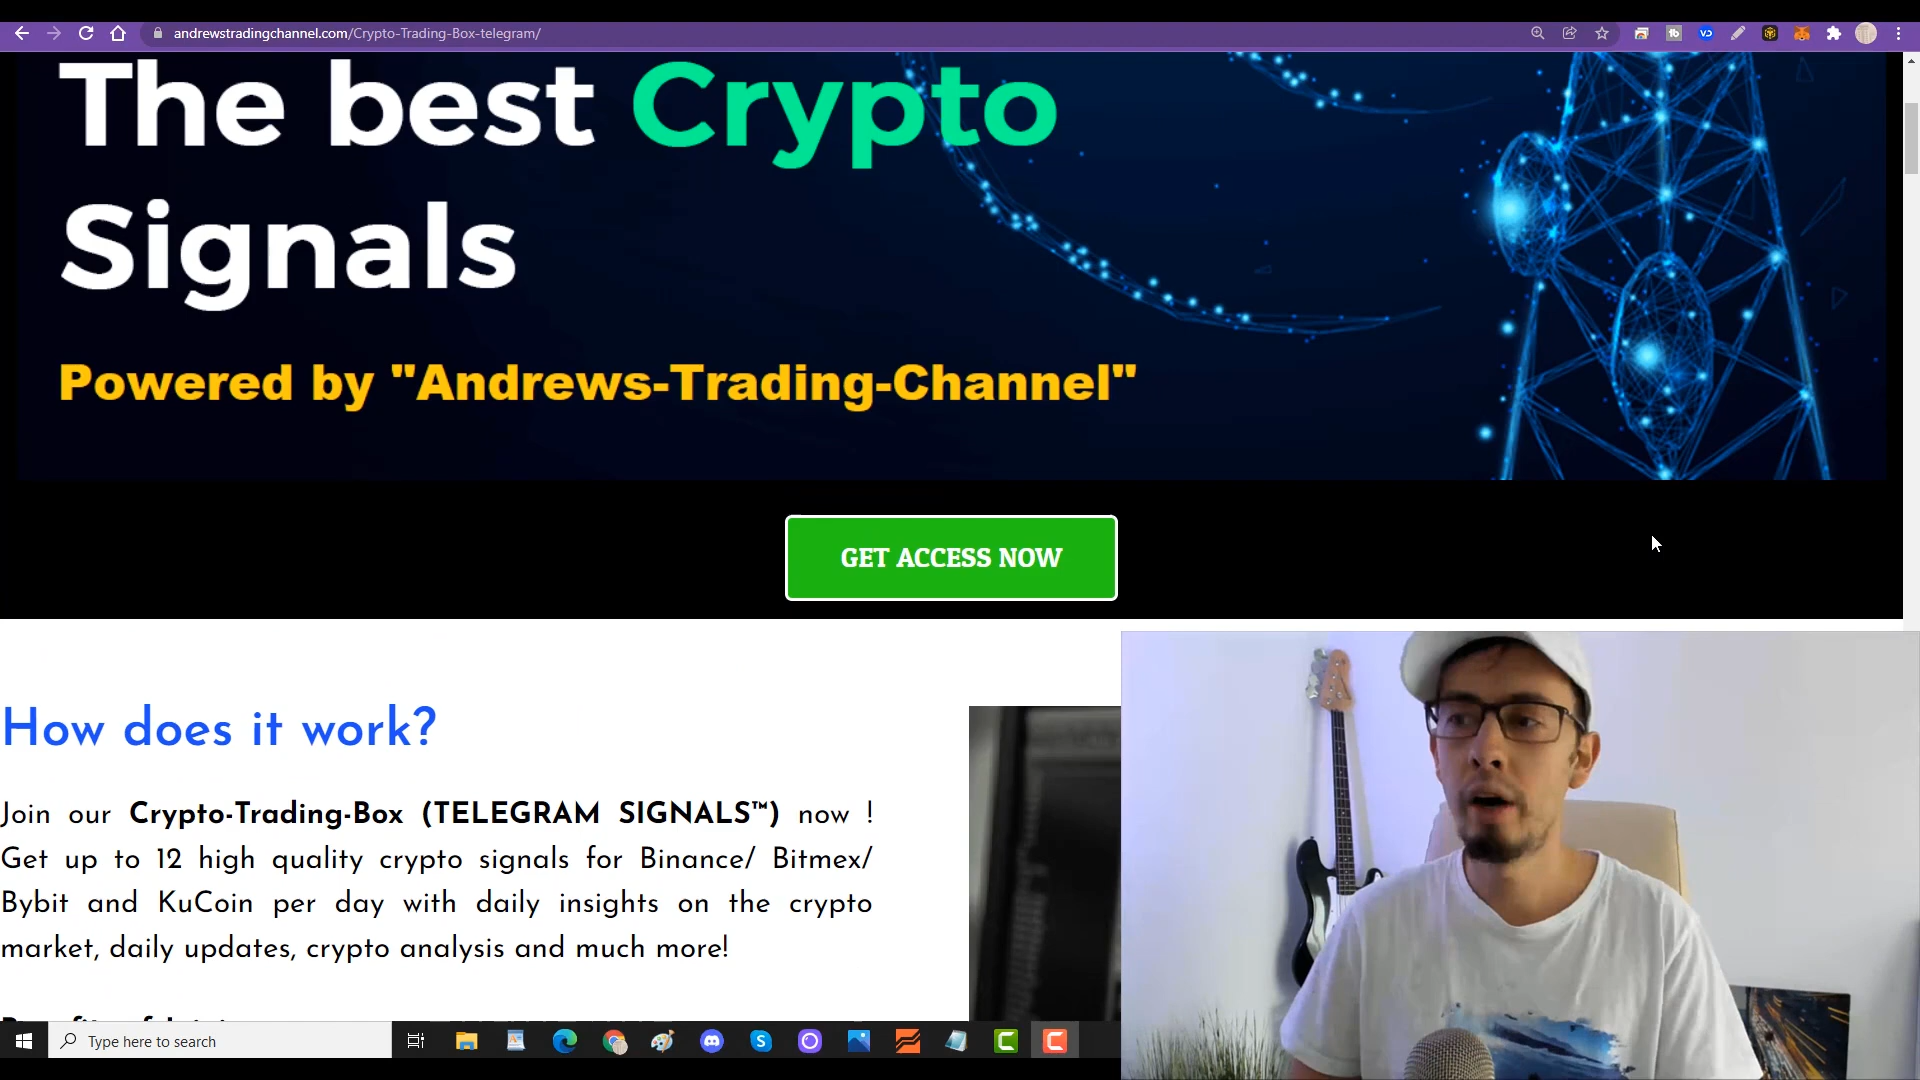 andrewstradingchannel.com/Crypto-Trading-Box-telegram/
The best Crypto
Signals
Powered by "Andrews-Trading-Channel"
GET ACCESS NOW
How does it work?
Join our Crypto-Trading-Box (TELEGRAM SIGNALS™) now !
Get up to 12 high quality crypto signals for Binance/ Bitmex/
Bybit and KuCoin per day with daily insights on the crypto
market, daily updates, crypto analysis and much more!
Type here to search